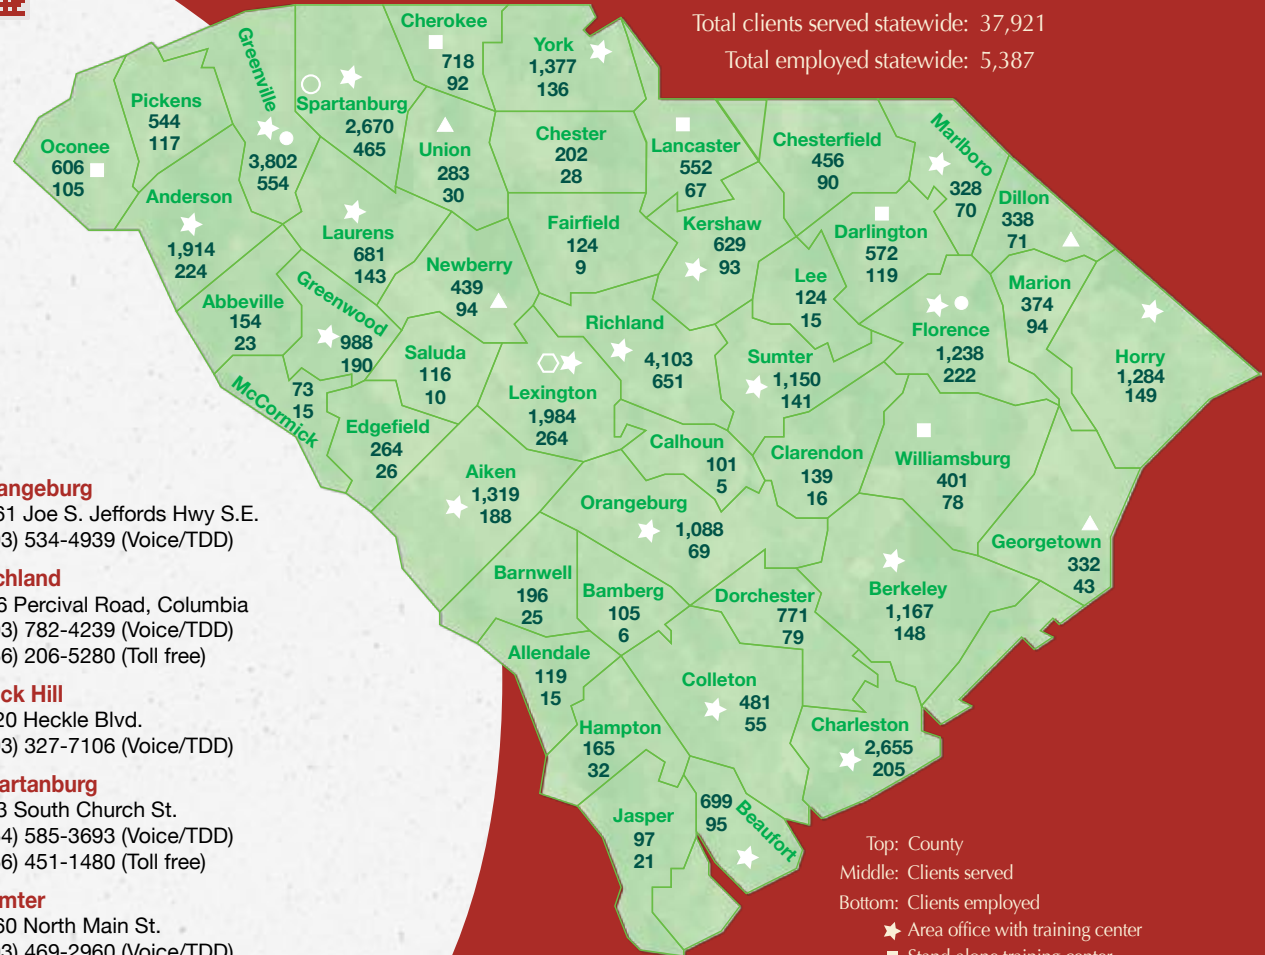 Total clients served statewide: 37,921
Total employed statewide: 5,387
Cherokee
718
92
York
1,377
136
Greenville
3,802
554
Spartanburg
2,670
465
Pickens
544
117
Oconee
606
105
Union
283
30
Chester
202
28
Lancaster
552
67
Chesterfield
456
90
Marlboro
328
70
Dillon
338
71
Anderson
1,914
224
Laurens
681
143
Fairfield
124
9
Kershaw
629
93
Darlington
572
119
Newberry
439
94
Lee
124
15
Marion
374
94
Abbeville
154
23
Greenwood
988
190
Richland
4,103
651
Florence
1,238
222
Horry
1,284
149
Saluda
116
10
Lexington
1,984
264
Sumter
1,150
141
McCormick
73
15
Edgefield
264
26
Calhoun
101
5
Clarendon
139
16
Williamsburg
401
78
Aiken
1,319
188
Orangeburg
1,088
69
Georgetown
332
43
Barnwell
196
25
Bamberg
105
6
Dorchester
771
79
Berkeley
1,167
148
Allendale
119
15
Colleton
481
55
Hampton
165
32
Charleston
2,655
205
Jasper
97
21
Beaufort
699
95
angeburg
61 Joe S. Jeffords Hwy S.E.
03) 534-4939 (Voice/TDD)
chland
6 Percival Road, Columbia
03) 782-4239 (Voice/TDD)
66) 206-5280 (Toll free)
ck Hill
20 Heckle Blvd.
03) 327-7106 (Voice/TDD)
artanburg
3 South Church St.
64) 585-3693 (Voice/TDD)
66) 451-1480 (Toll free)
mter
60 North Main St.
03) 469-2960 (Voice/TDD)
Top: County
Middle: Clients served
Bottom: Clients employed
Area office with training center
Stand-alone training center